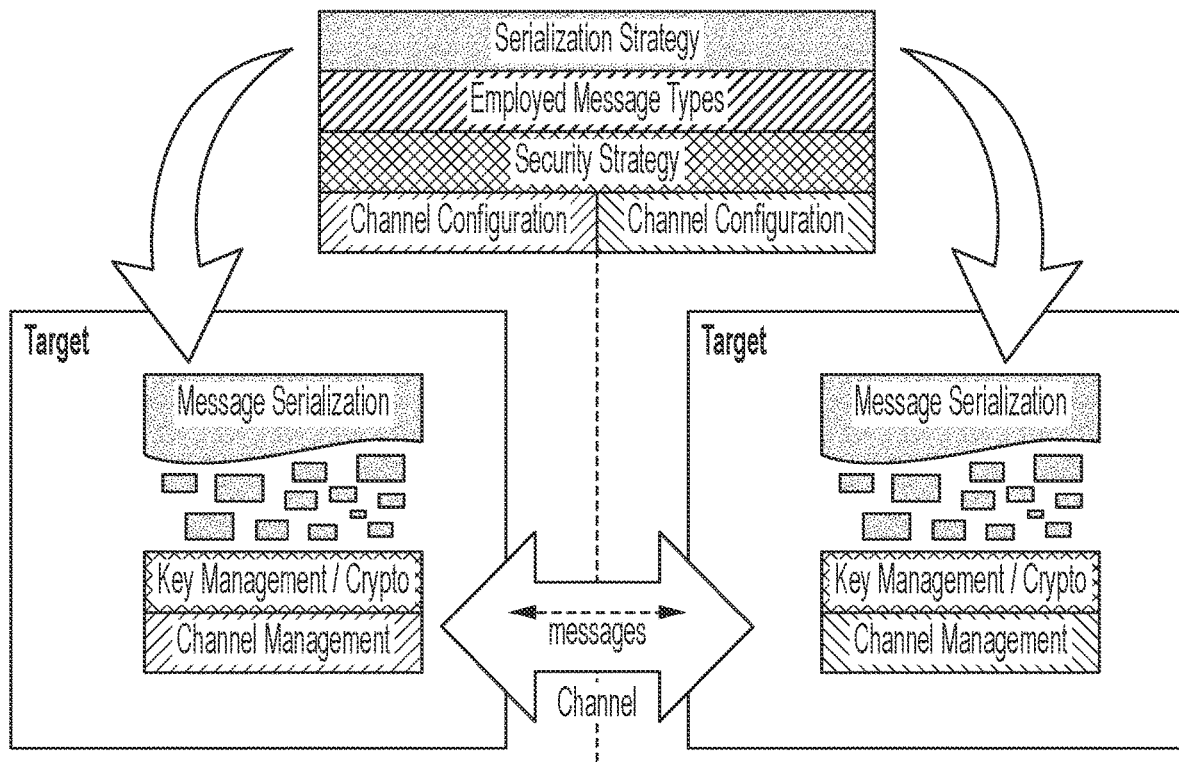 Serialization Strategy
Employed Message Types
Security Strategy
Channel Configuration
Channel Configuration
Target
Message Serialization
Key Management / Crypto
Channel Management
messages
Channel
Target
Message Serialization
Key Management / Crypto
Channel Management